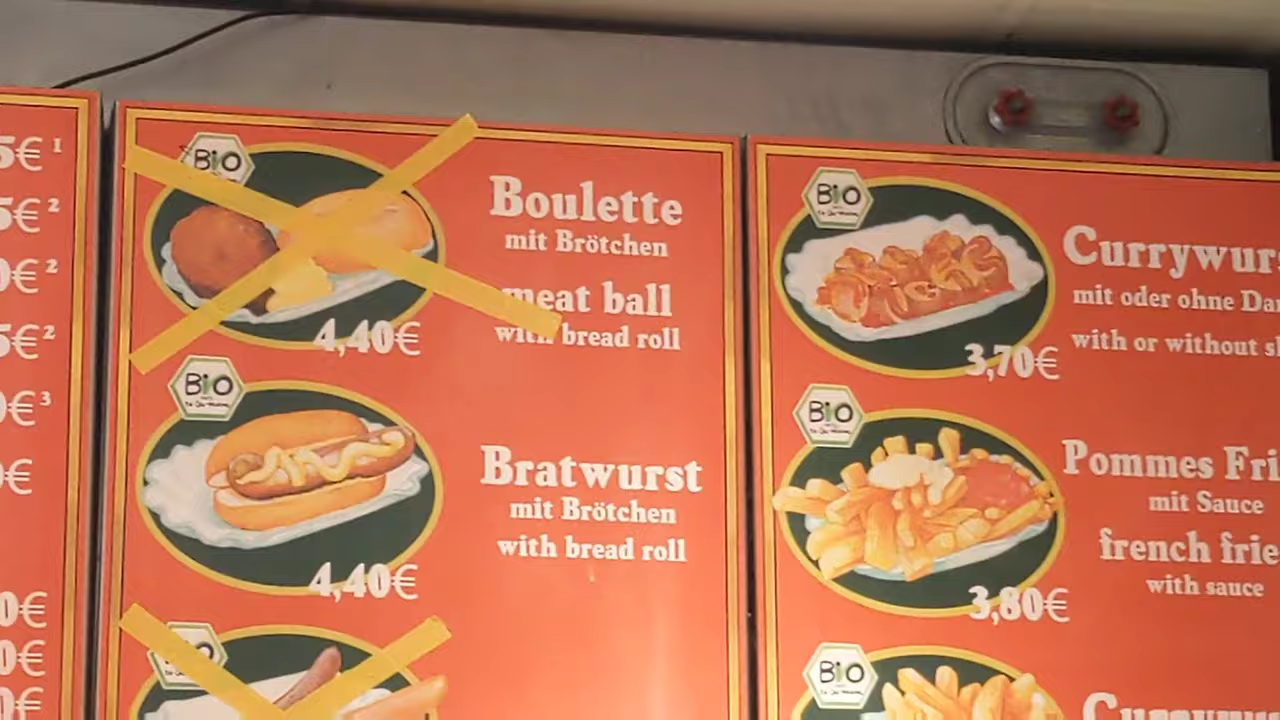 5€ 1
5€ 2
0€ 2
5€ 2
€ 3
€
0€
0€
0€
BiO
Boulette
mit Brötchen
meat ball
with bread roll
4,40€
BiO
Bratwurst
mit Brötchen
with bread roll
4,40€
BiO
Currywurs
mit oder ohne Da
with or without s
3,70€
BiO
Pommes Fri
mit Sauce
french frie
with sauce
3,80€
BiO